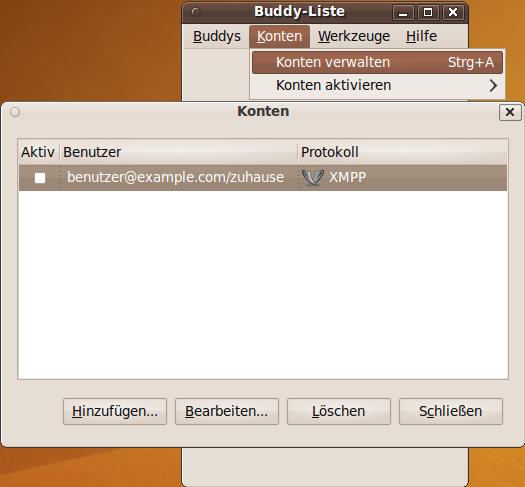 Buddy-Liste
Buddys Konten Werkzeuge Hilfe
Konten verwalten Strg+A
Konten aktivieren
Konten
Aktiv Benutzer Protokoll
benutzer@example.com/zuhause XMPP
Hinzufügen... Bearbeiten... Löschen Schließen